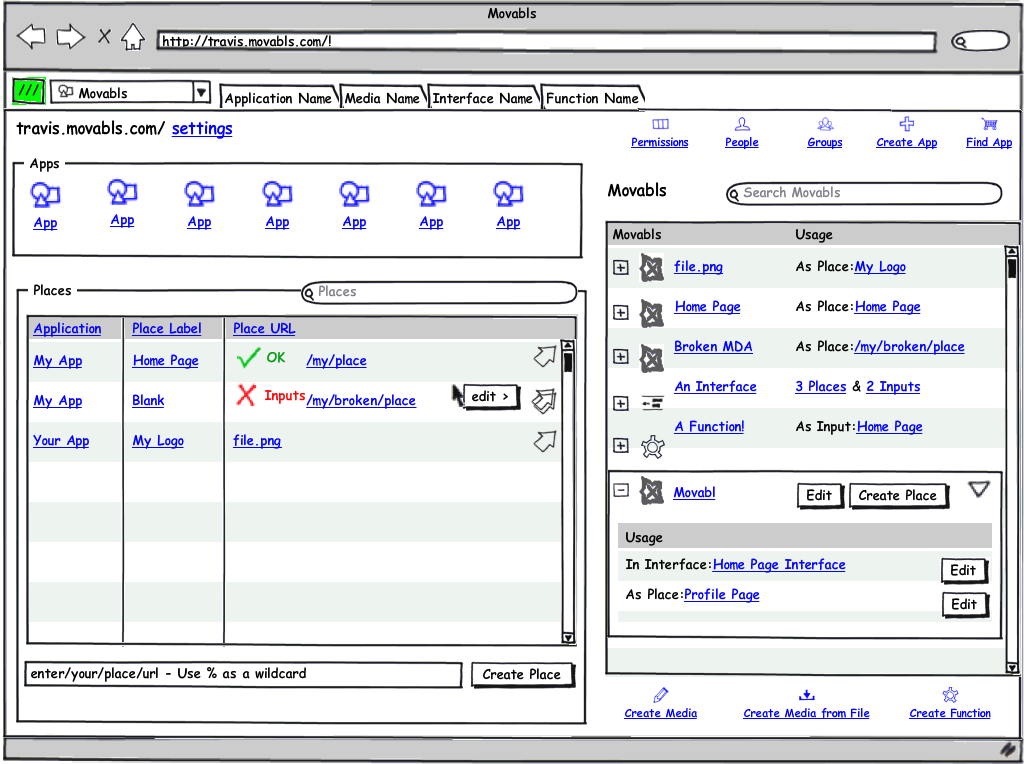 Movabls
http://travis.movabls.com/!
/// Movabls Application Name Media Name Interface Name Function Name
travis.movabls.com/ settings
Permissions People Groups Create App Find App
Apps
App App App App App App App
Places
Places
Application Place Label Place URL
My App Home Page OK /my/place
My App Blank Inputs /my/broken/place edit >
Your App My Logo file.png
enter/your/place/url - Use % as a wildcard Create Place
Movabls Search Movabls
Movabls Usage
file.png As Place:My Logo
Home Page As Place:Home Page
Broken MDA As Place:/my/broken/place
An Interface 3 Places & 2 Inputs
A Function! As Input:Home Page
Movabl Edit Create Place
Usage
In Interface:Home Page Interface Edit
As Place:Profile Page Edit
Create Media Create Media from File Create Function